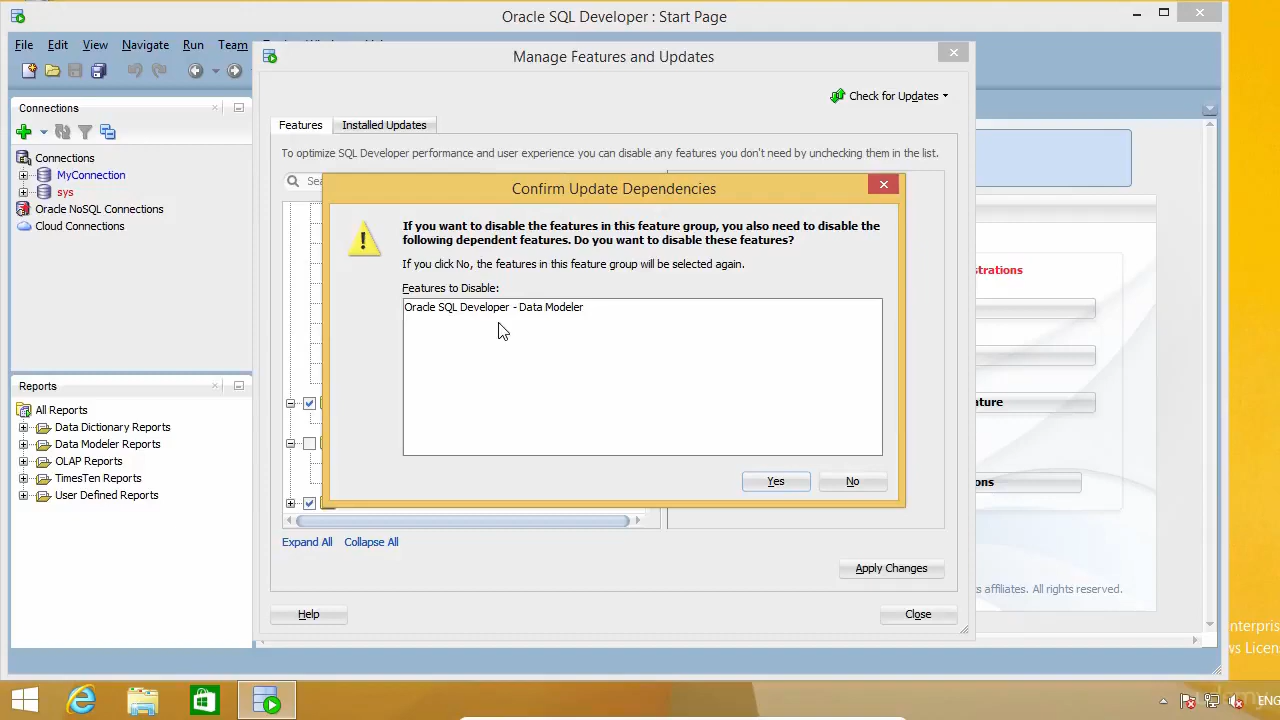 Oracle SQL Developer : Start Page
File Edit View Navigate Run Team
Manage Features and Updates
Check for Updates
Connections
Features Installed Updates
To optimize SQL Developer performance and user experience you can disable any features you don't need by unchecking them in the list.
Connections
MyConnection
sys
Oracle NoSQL Connections
Cloud Connections
Confirm Update Dependencies
If you want to disable the features in this feature group, you also need to disable the
following dependent features. Do you want to disable these features?
If you click No, the features in this feature group will be selected again.
Features to Disable:
Oracle SQL Developer - Data Modeler
Yes No
Reports
All Reports
Data Dictionary Reports
Data Modeler Reports
OLAP Reports
TimesTen Reports
User Defined Reports
Expand All Collapse All
Apply Changes
Help Close
s affiliates. All rights reserved.
ENG